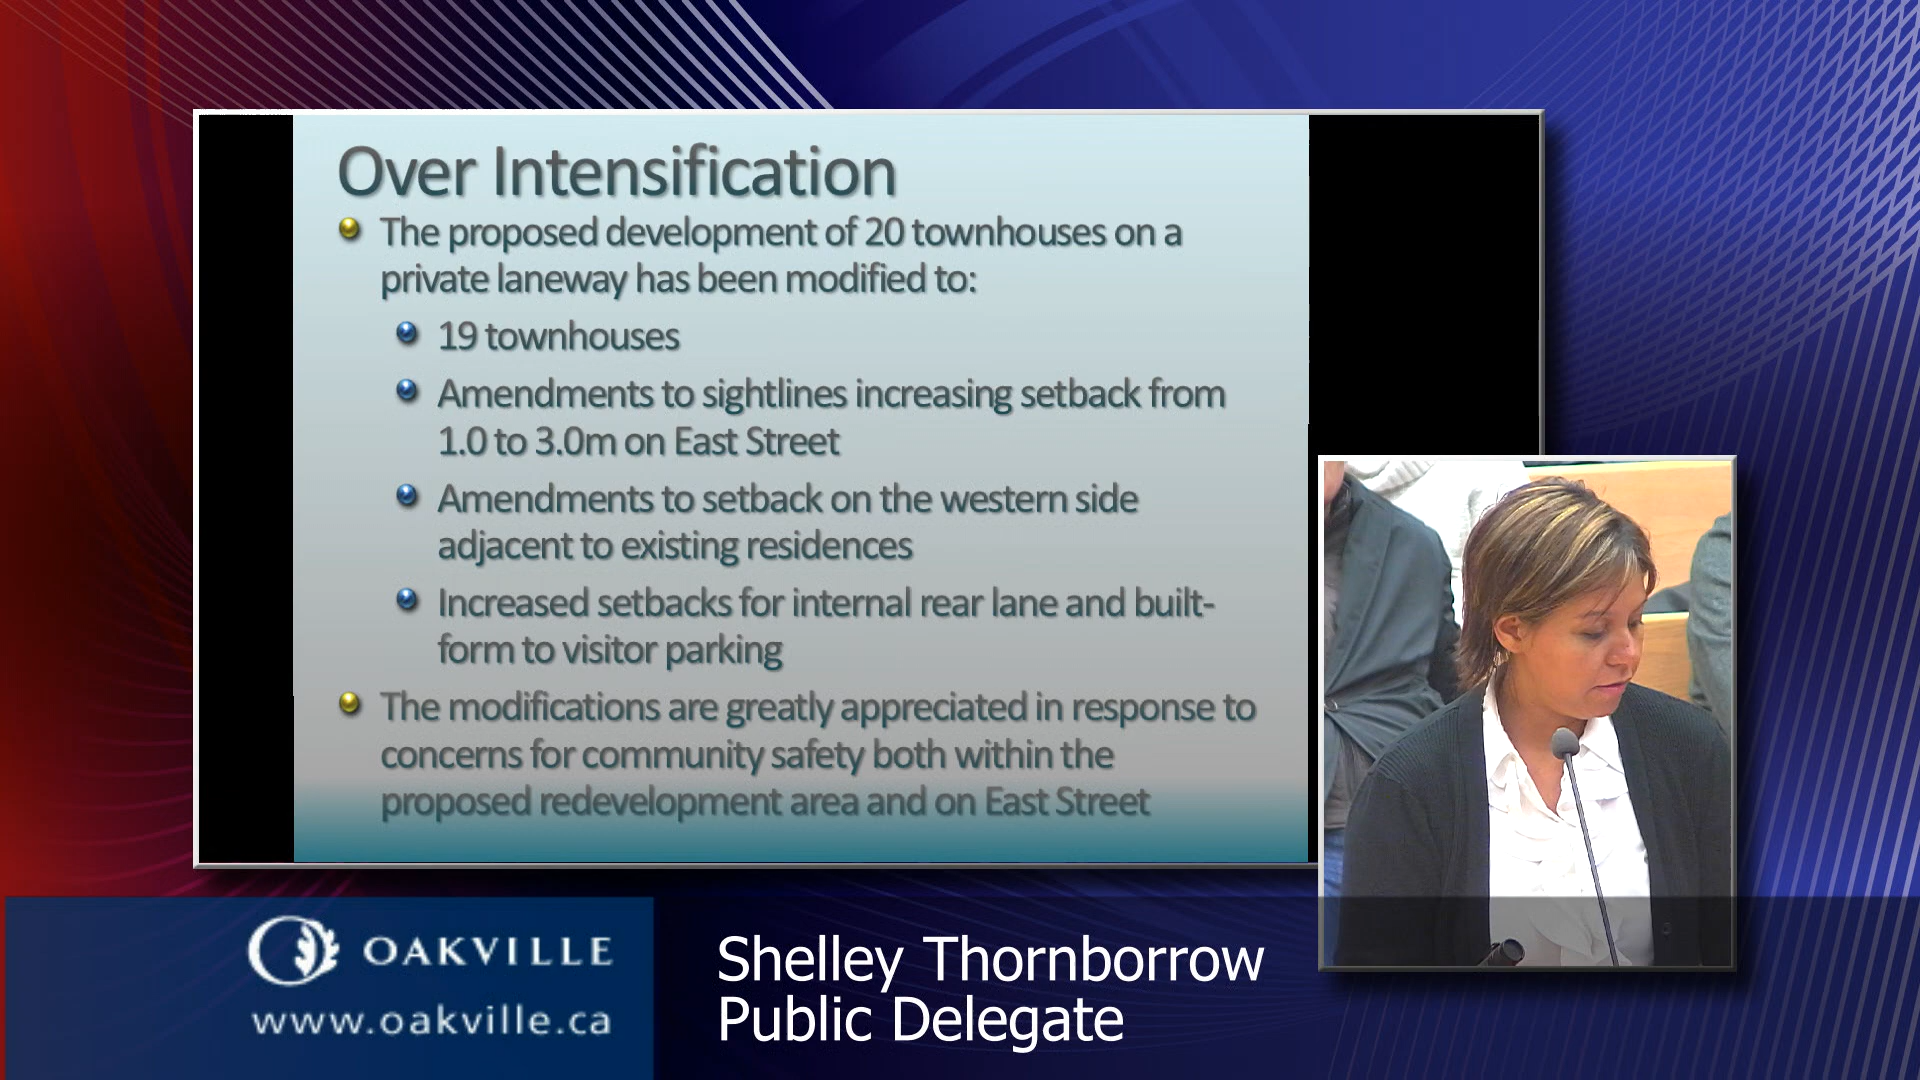 Over Intensification
The proposed development of 20 townhouses on a
private laneway has been modified to:
19 townhouses
Amendments to sightlines increasing setback from
1.0 to 3.0m on East Street
Amendments to setback on the western side
adjacent to existing residences
Increased setbacks for internal rear lane and built-
form to visitor parking
The modifications are greatly appreciated in response to
concerns for community safety both within the
proposed redevelopment area and on East Street
OAKVILLE
www.oakville.ca
Shelley Thornborrow
Public Delegate